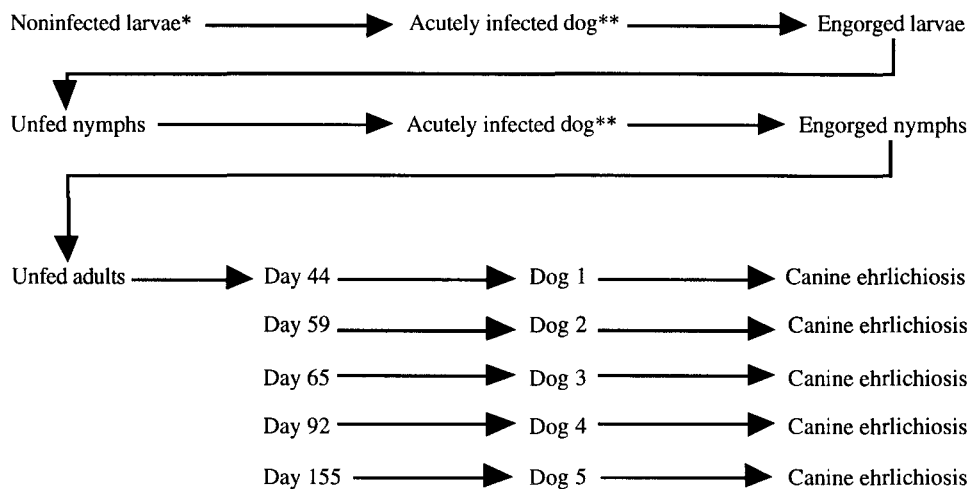 Noninfected larvae* Acutely infected dog** Engorged larvae
Unfed nymphs Acutely infected dog** Engorged nymphs
Unfed adults Day 44 Dog 1 Canine ehrlichiosis
Day 59 Dog 2 Canine ehrlichiosis
Day 65 Dog 3 Canine ehrlichiosis
Day 92 Dog 4 Canine ehrlichiosis
Day 155 Dog 5 Canine ehrlichiosis